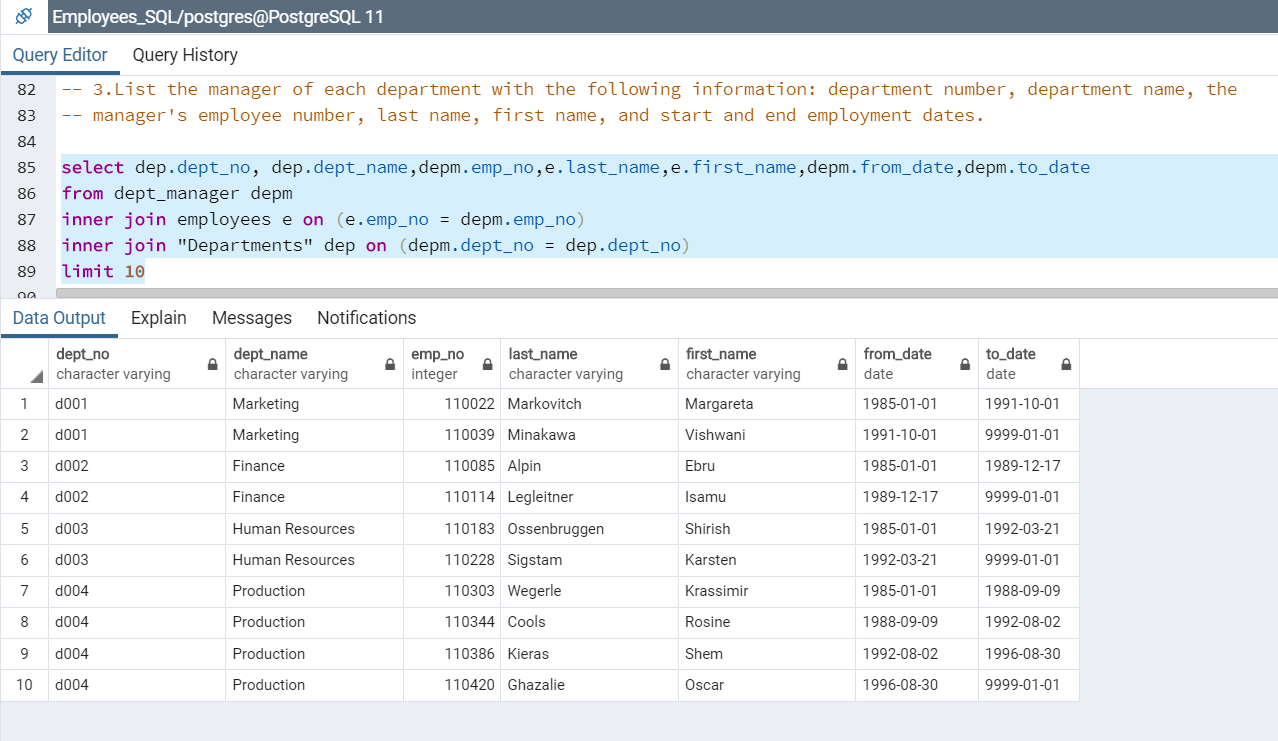 Employees_SQL/postgres@PostgreSQL 11
Query Editor Query History
82 -- 3.List the manager of each department with the following information: department number, department name, the
83 -- manager's employee number, last name, first name, and start and end employment dates.
84
85 select dep.dept_no, dep.dept_name,depm.emp_no,e.last_name,e.first_name,depm.from_date,depm.to_date
86 from dept_manager depm
87 inner join employees e on (e.emp_no = depm.emp_no)
88 inner join "Departments" dep on (depm.dept_no = dep.dept_no)
89 limit 10
90
Data Output Explain Messages Notifications
dept_no dept_name emp_no last_name first_name from_date to_date
character varying character varying integer character varying character varying date date
1 d001 Marketing 110022 Markovitch Margareta 1985-01-01 1991-10-01
2 d001 Marketing 110039 Minakawa Vishwani 1991-10-01 9999-01-01
3 d002 Finance 110085 Alpin Ebru 1985-01-01 1989-12-17
4 d002 Finance 110114 Legleitner Isamu 1989-12-17 9999-01-01
5 d003 Human Resources 110183 Ossenbruggen Shirish 1985-01-01 1992-03-21
6 d003 Human Resources 110228 Sigstam Karsten 1992-03-21 9999-01-01
7 d004 Production 110303 Wegerle Krassimir 1985-01-01 1988-09-09
8 d004 Production 110344 Cools Rosine 1988-09-09 1992-08-02
9 d004 Production 110386 Kieras Shem 1992-08-02 1996-08-30
10 d004 Production 110420 Ghazalie Oscar 1996-08-30 9999-01-01